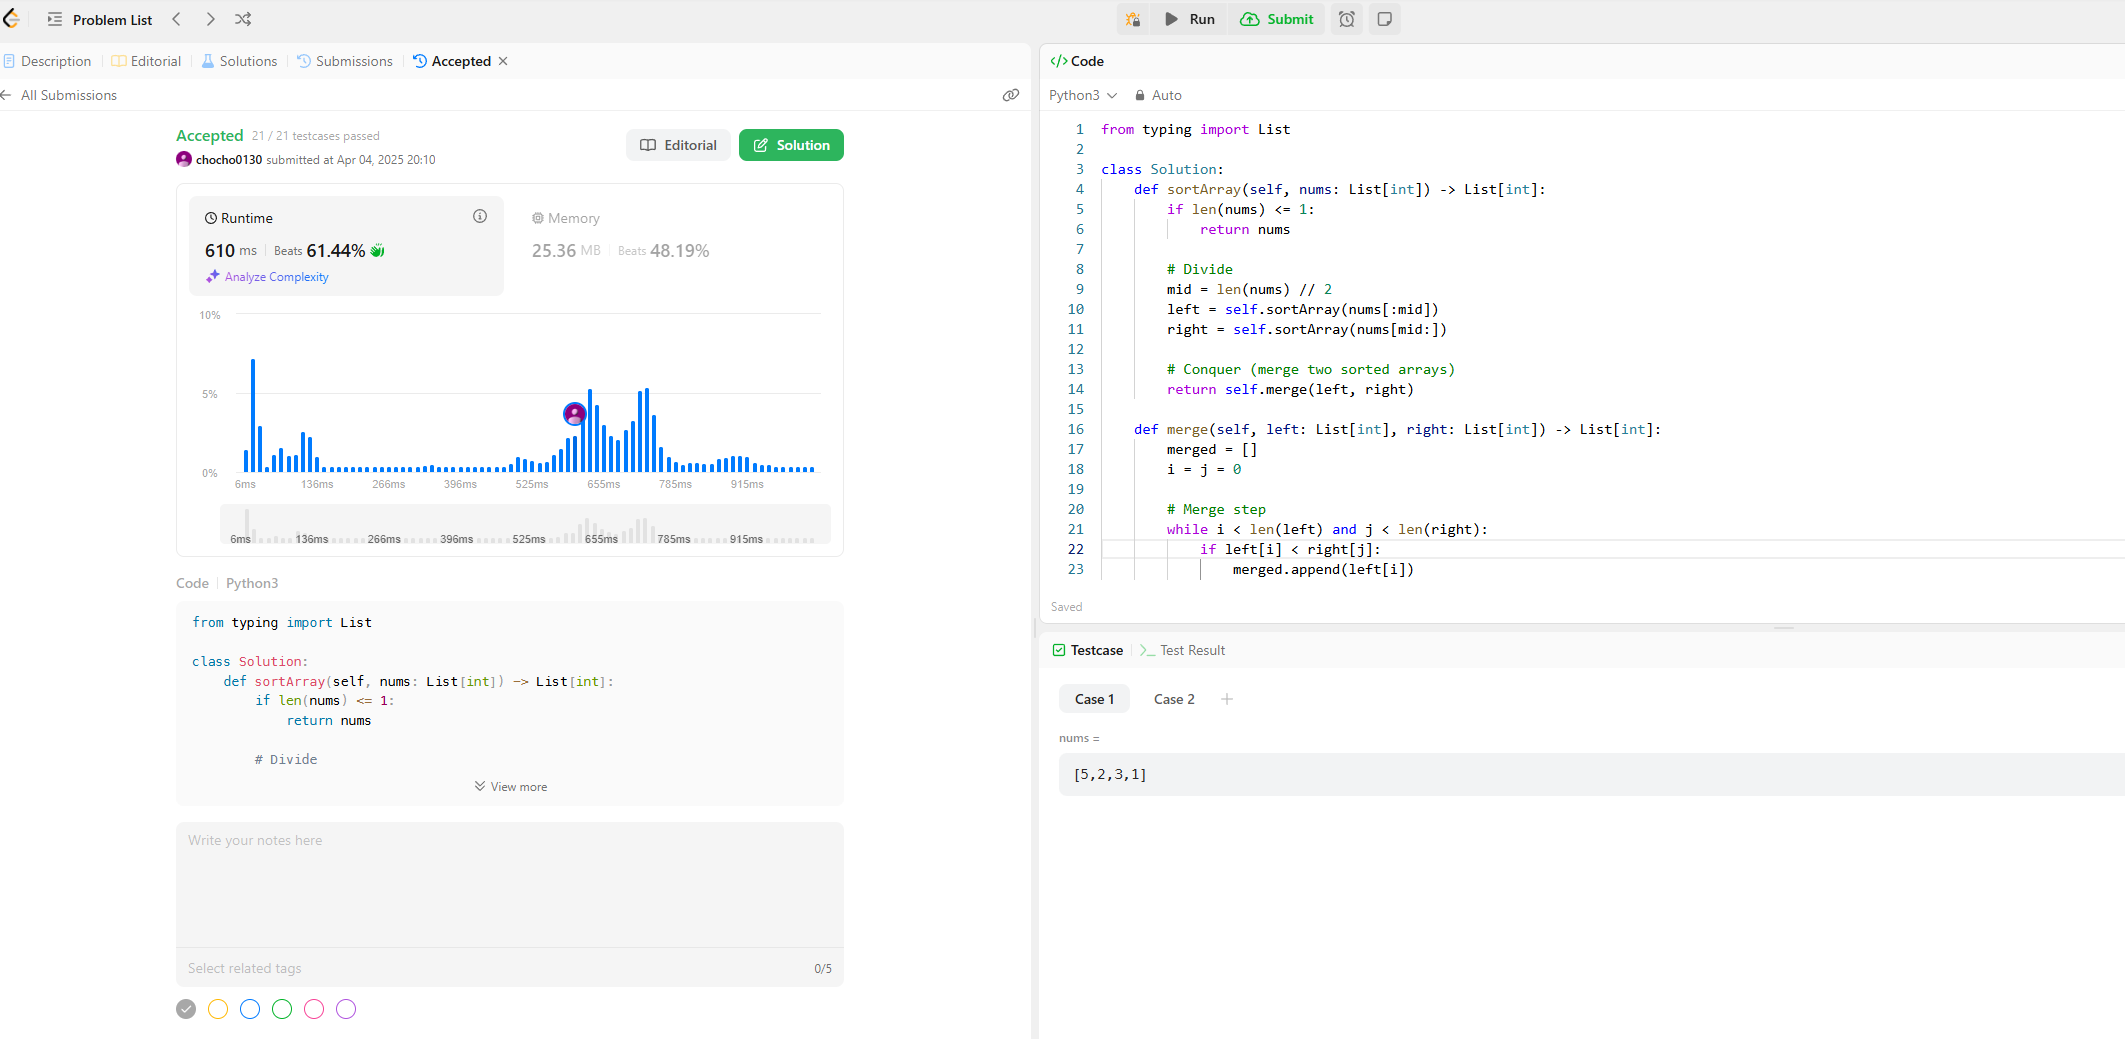 Problem List
Run
Submit
Description
Editorial
Solutions
Submissions
Accepted
All Submissions
Accepted 21 / 21 testcases passed
chocho0130 submitted at Apr 04, 2025 20:10
Editorial
Solution
Runtime
610 ms Beats 61.44%
Analyze Complexity
Memory
25.36 MB Beats 48.19%
10%
5%
0%
6ms 136ms 266ms 396ms 525ms 655ms 785ms 915ms
6ms 136ms 266ms 396ms 525ms 655ms 785ms 915ms
Code Python3
from typing import List
class Solution:
def sortArray(self, nums: List[int]) -> List[int]:
if len(nums) <= 1:
return nums
# Divide
View more
Write your notes here
Select related tags
0/5
</> Code
Python3
Auto
1 from typing import List
2
3 class Solution:
4 def sortArray(self, nums: List[int]) -> List[int]:
5 if len(nums) <= 1:
6 return nums
7
8 # Divide
9 mid = len(nums) // 2
10 left = self.sortArray(nums[:mid])
11 right = self.sortArray(nums[mid:])
12
13 # Conquer (merge two sorted arrays)
14 return self.merge(left, right)
15
16 def merge(self, left: List[int], right: List[int]) -> List[int]:
17 merged = []
18 i = j = 0
19
20 # Merge step
21 while i < len(left) and j < len(right):
22 if left[i] < right[j]:
23 merged.append(left[i])
Saved
Testcase
Test Result
Case 1
Case 2
nums =
[5,2,3,1]